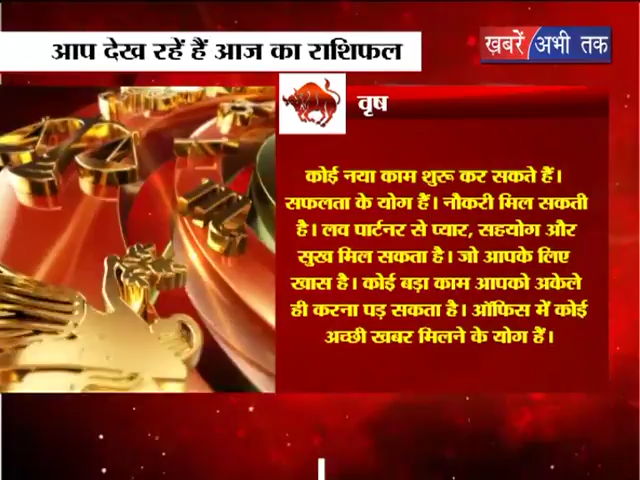 आप देख रहें हैं आज का राशिफल
ख़बरें अभी तक
वृष
कोई नया काम शुरू कर सकते हैं।
सफलता के योग हैं। नौकरी मिल सकती
है। लव पार्टनर से प्यार, सहयोग और
सुख मिल सकता है। जो आपके लिए
खास है। कोई बड़ा काम आपको अकेले
ही करना पड़ सकता है। ऑफिस में कोई
अच्छी खबर मिलने के योग हैं।